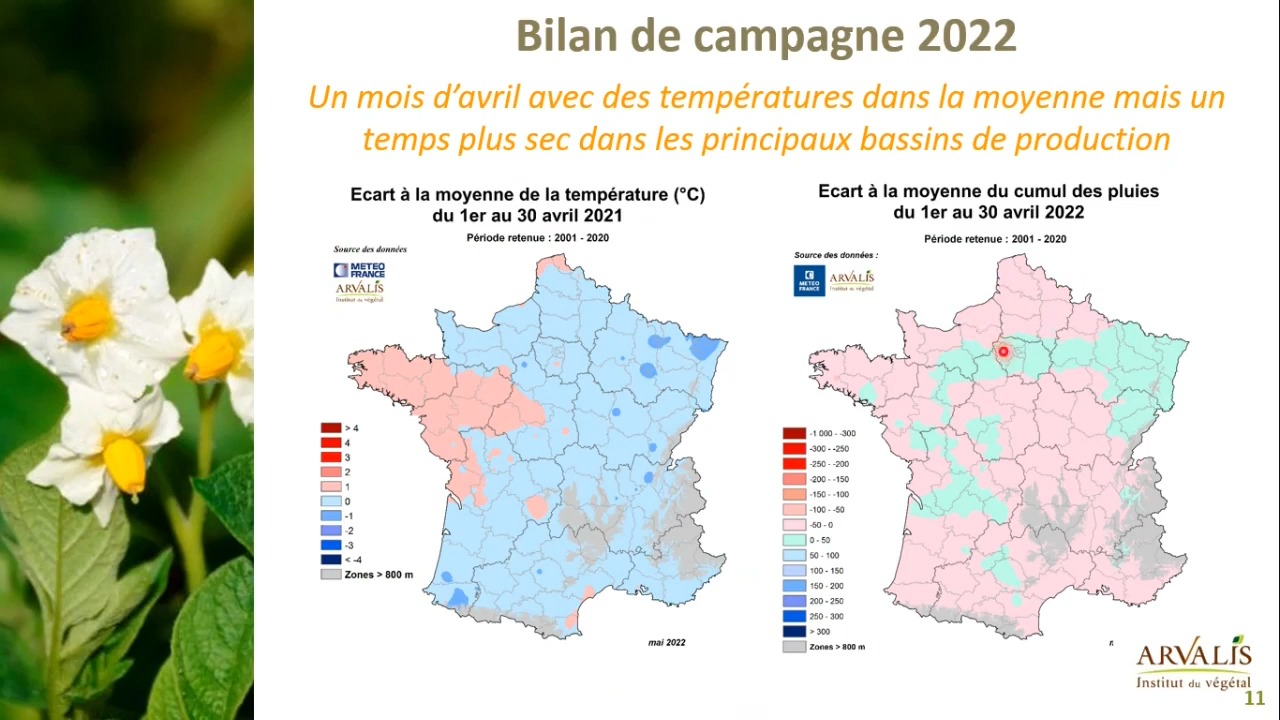 Bilan de campagne 2022
Un mois d’avril avec des températures dans la moyenne mais un
temps plus sec dans les principaux bassins de production
Ecart à la moyenne de la température (°C)
du 1er au 30 avril 2021
Période retenue : 2001 - 2020
Source des données
METEO
FRANCE
ARVALIS
Institut du végétal
> 4
4
3
2
1
0
-1
-2
-3
< -4
Zones > 800 m
mai 2022
Ecart à la moyenne du cumul des pluies
du 1er au 30 avril 2022
Période retenue : 2001 - 2020
Source des données :
METEO
FRANCE
ARVALIS
Institut du végétal
-1 000 - -300
-300 - -250
-250 - -200
-200 - -150
-150 - -100
-100 - -50
-50 - 0
0 - 50
50 - 100
100 - 150
150 - 200
200 - 250
250 - 300
> 300
Zones > 800 m
ARVALIS
Institut du végétal
11